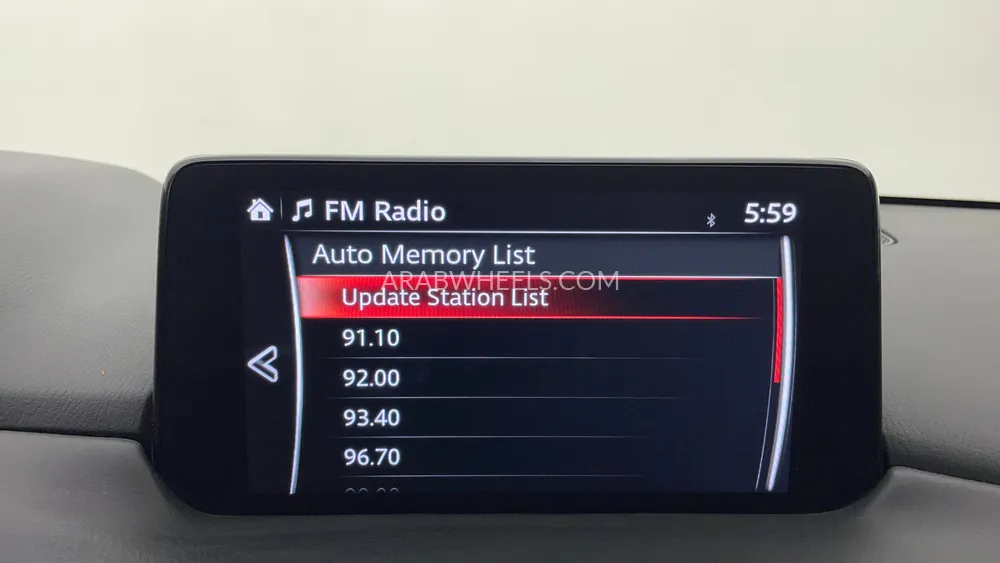 FM Radio
5:59
Auto Memory List
ARABWHEELS.COM
Update Station List
91.10
92.00
93.40
96.70